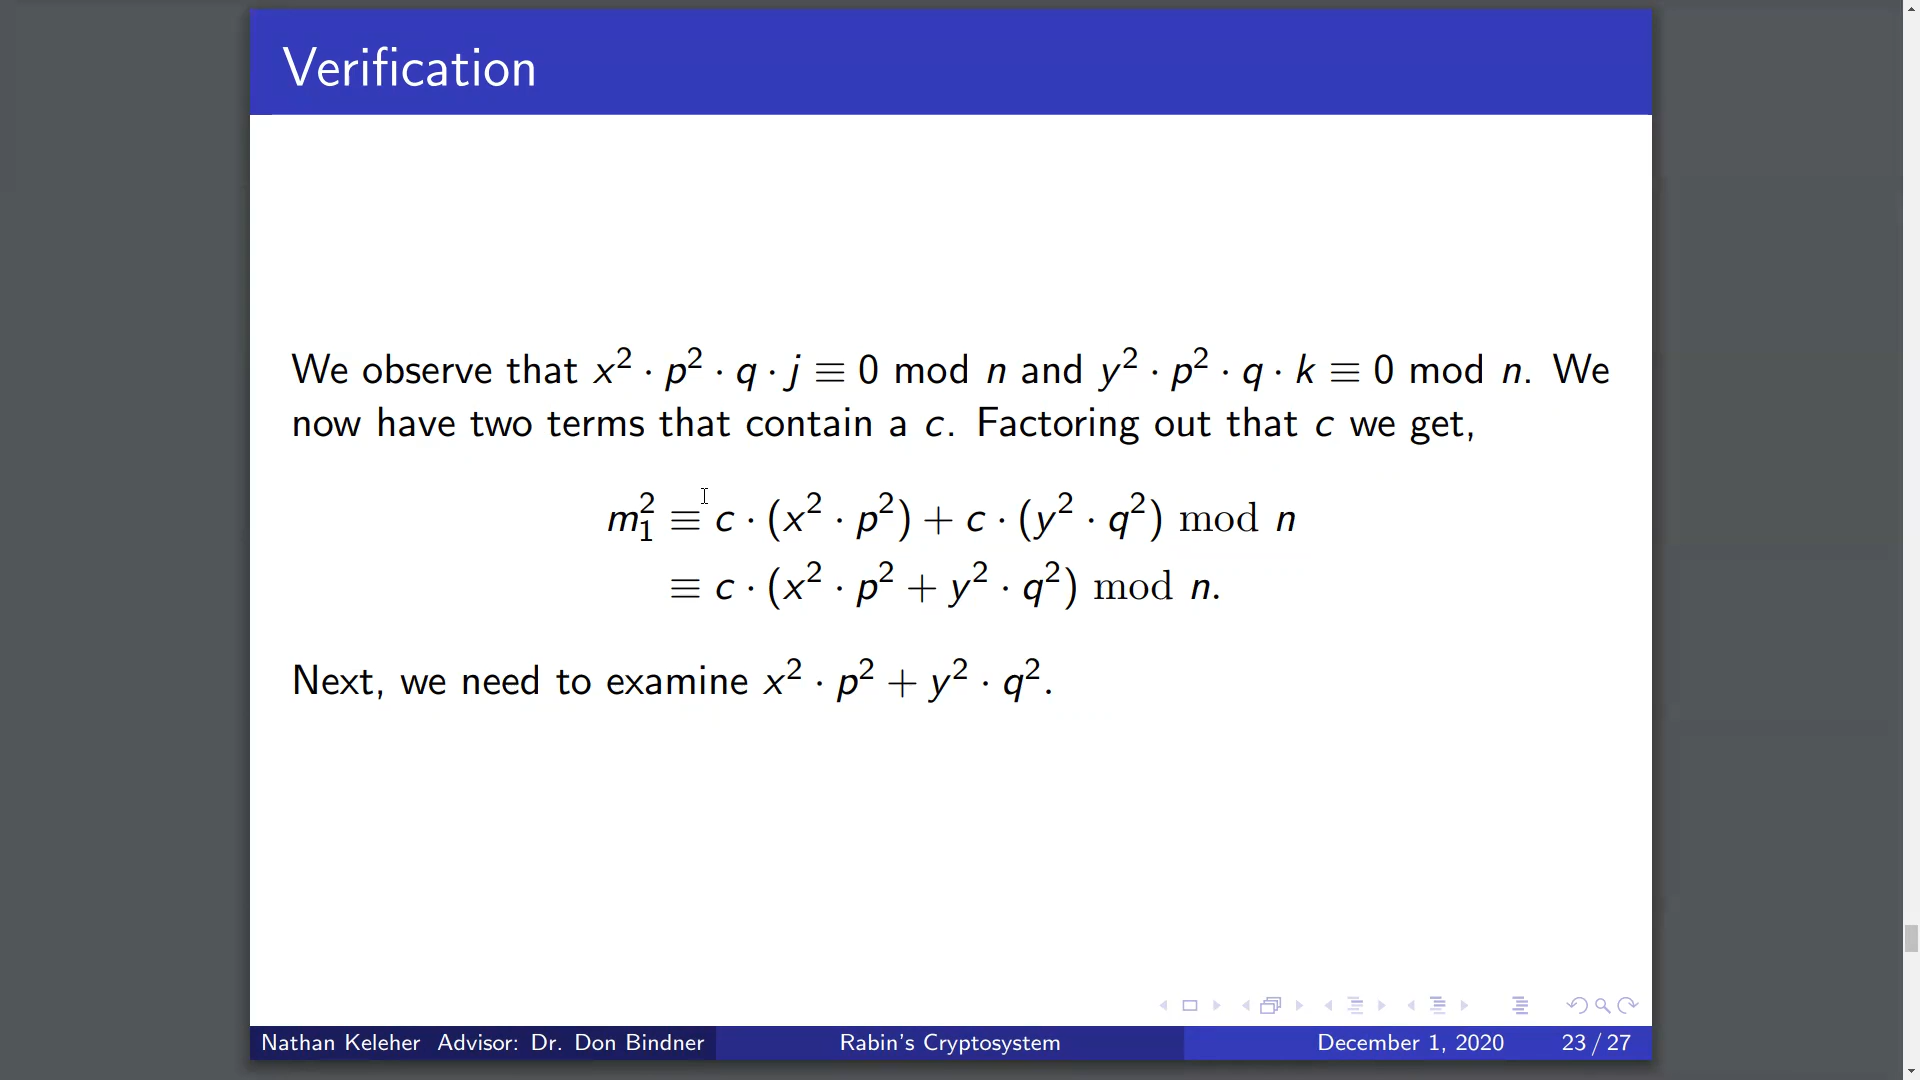 Verification
We observe that x² · p² · q · j ≡ 0 mod n and y² · p² · q · k ≡ 0 mod n. We
now have two terms that contain a c. Factoring out that c we get,
m₁² ≡ c · (x² · p²) + c · (y² · q²) mod n
≡ c · (x² · p² + y² · q²) mod n.
Next, we need to examine x² · p² + y² · q².
Nathan Keleher Advisor: Dr. Don Bindner Rabin's Cryptosystem December 1, 2020 23 / 27